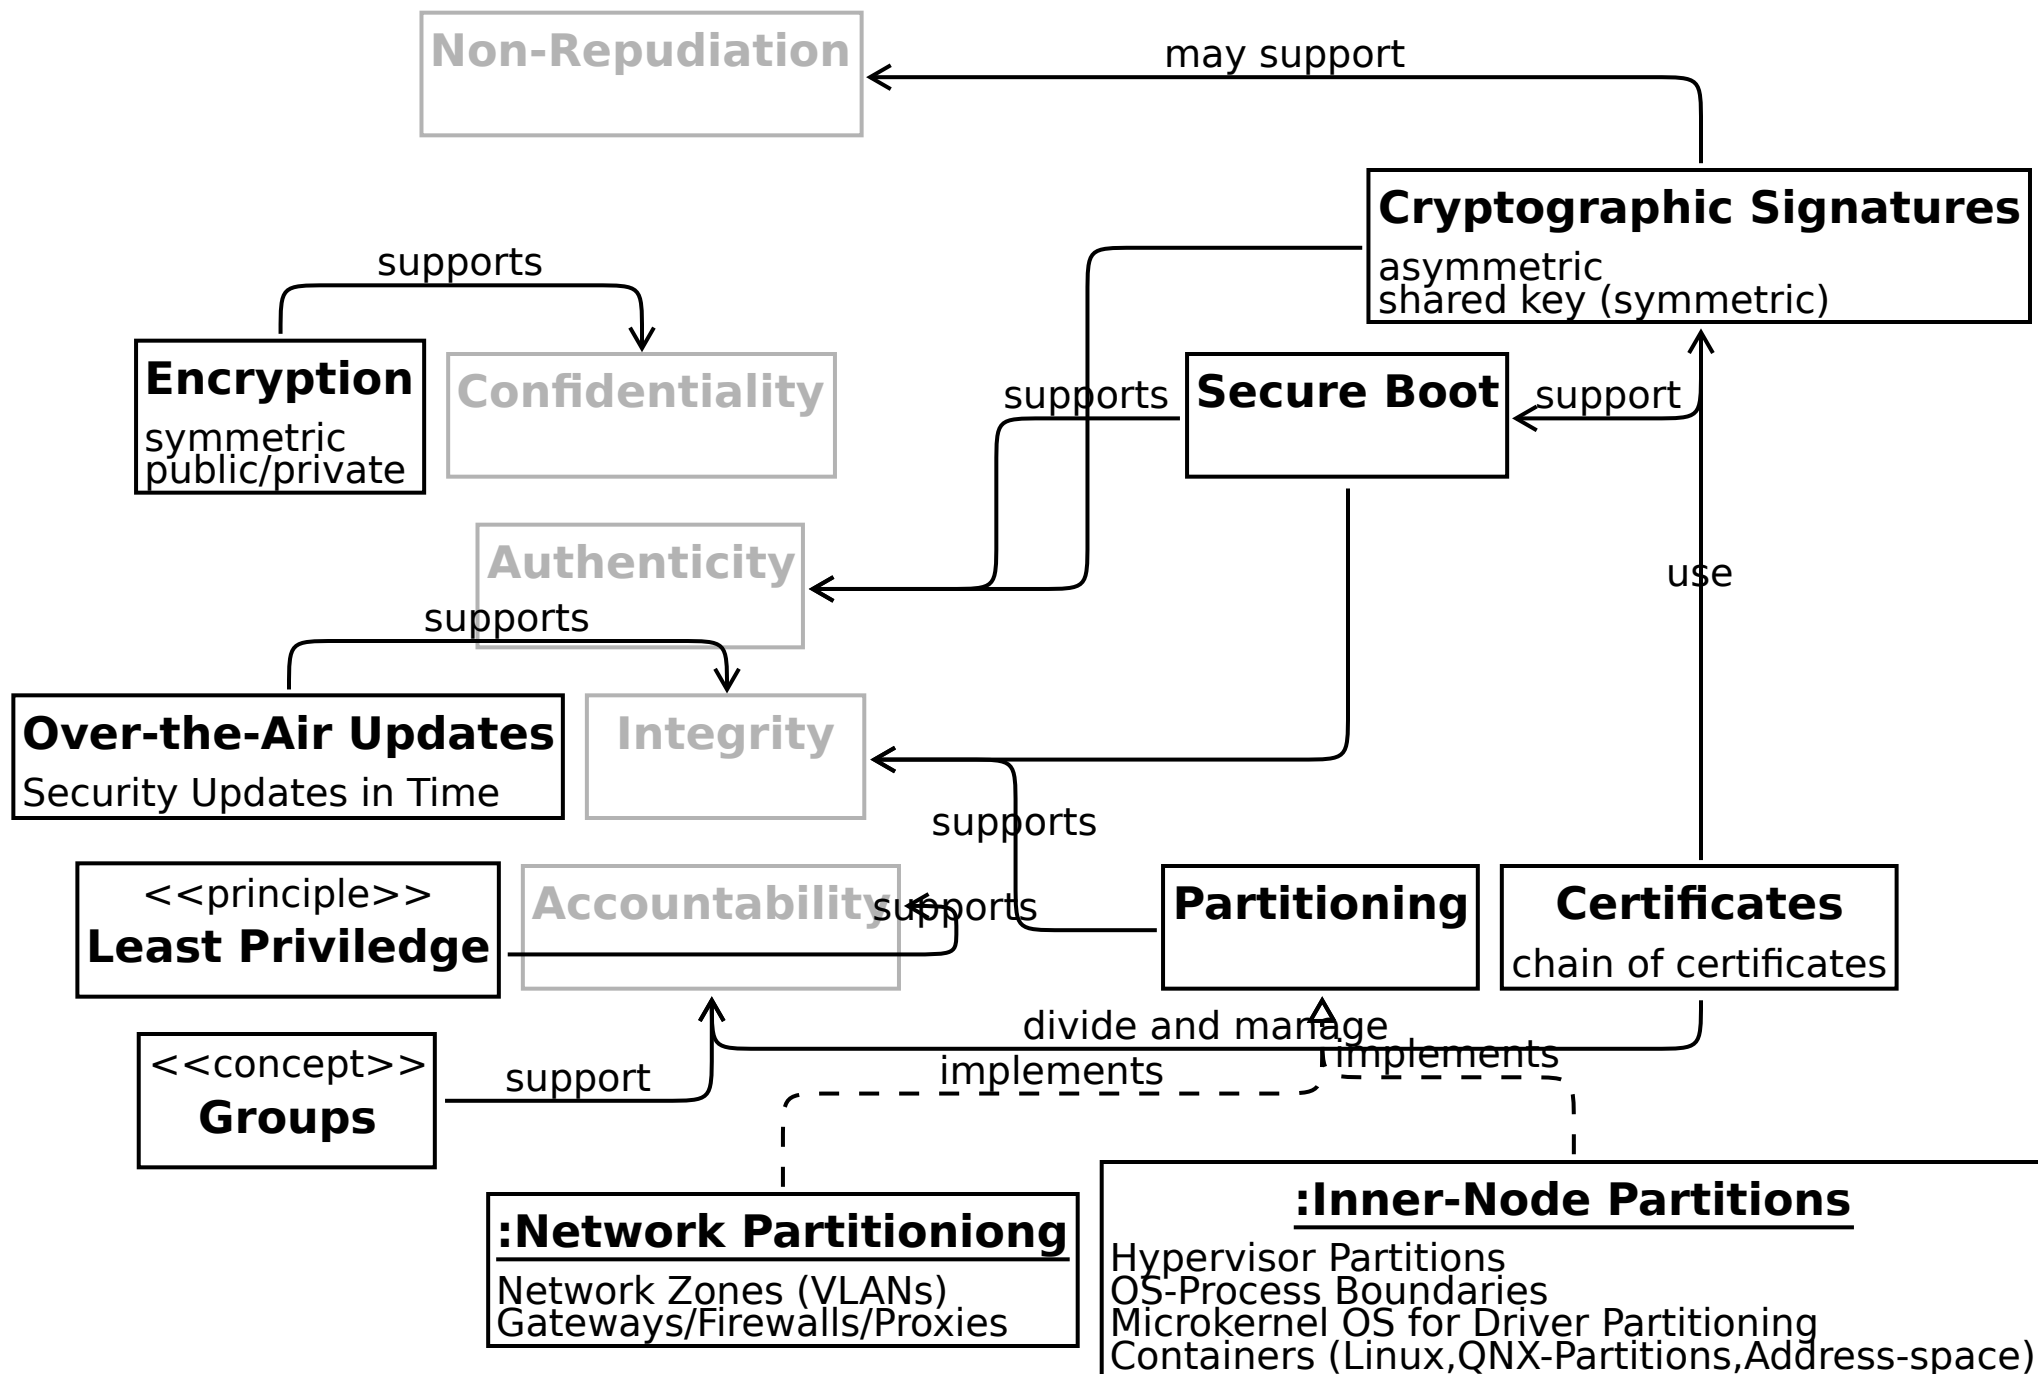 Non-Repudiation
may support
Cryptographic Signatures
asymmetric
shared key (symmetric)
supports
Encryption
symmetric
public/private
Confidentiality
supports
Secure Boot
support
Authenticity
use
supports
Over-the-Air Updates
Security Updates in Time
Integrity
supports
<<principle>>
Least Priviledge
Accountability
supports
Partitioning
Certificates
chain of certificates
divide and manage
implements
implements
<<concept>>
Groups
support
:Network Partitioniong
Network Zones (VLANs)
Gateways/Firewalls/Proxies
:Inner-Node Partitions
Hypervisor Partitions
OS-Process Boundaries
Microkernel OS for Driver Partitioning
Containers (Linux,QNX-Partitions,Address-space)